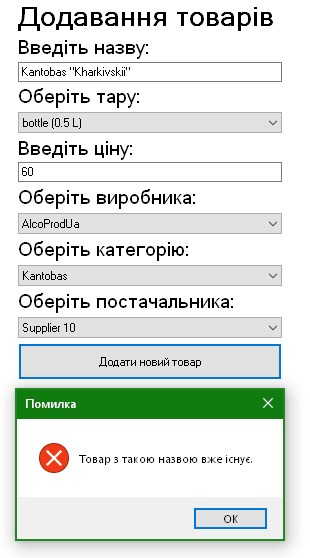 Додавання товарів
Введіть назву:
Kantobas "Kharkivskii"
Оберіть тару:
bottle (0.5 L)
Введіть ціну:
60
Оберіть виробника:
AlcoProdUa
Оберіть категорію:
Kantobas
Оберіть постачальника:
Supplier 10
Додати новий товар
Помилка
Товар з такою назвою вже існує.
OK